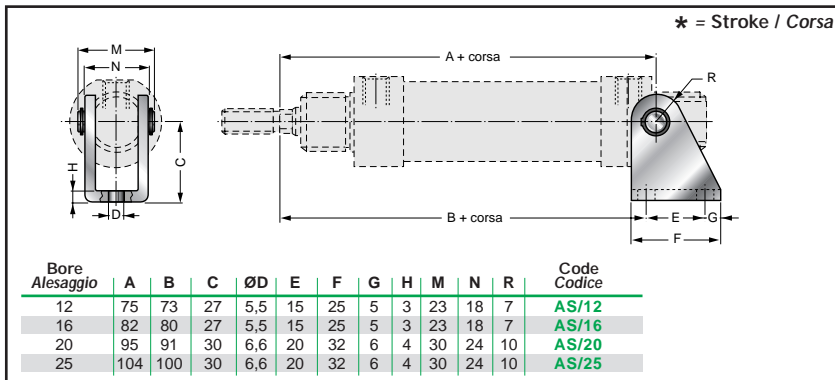 * = Stroke / Corsa
M
N
A + corsa
R
H
C
D
B + corsa
E
G
F
Bore Code
Alesaggio A B C ØD E F G H M N R Codice
12 75 73 27 5,5 15 25 5 3 23 18 7 AS/12
16 82 80 27 5,5 15 25 5 3 23 18 7 AS/16
20 95 91 30 6,6 20 32 6 4 30 24 10 AS/20
25 104 100 30 6,6 20 32 6 4 30 24 10 AS/25